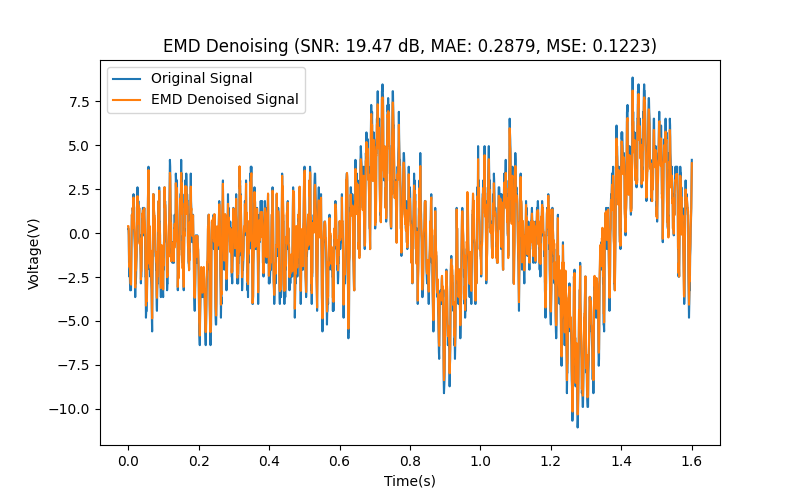 EMD Denoising (SNR: 19.47 dB, MAE: 0.2879, MSE: 0.1223)
Original Signal
EMD Denoised Signal
7.5
5.0
2.5
0.0
−2.5
−5.0
−7.5
−10.0
Voltage(V)
0.0 0.2 0.4 0.6 0.8 1.0 1.2 1.4 1.6
Time(s)